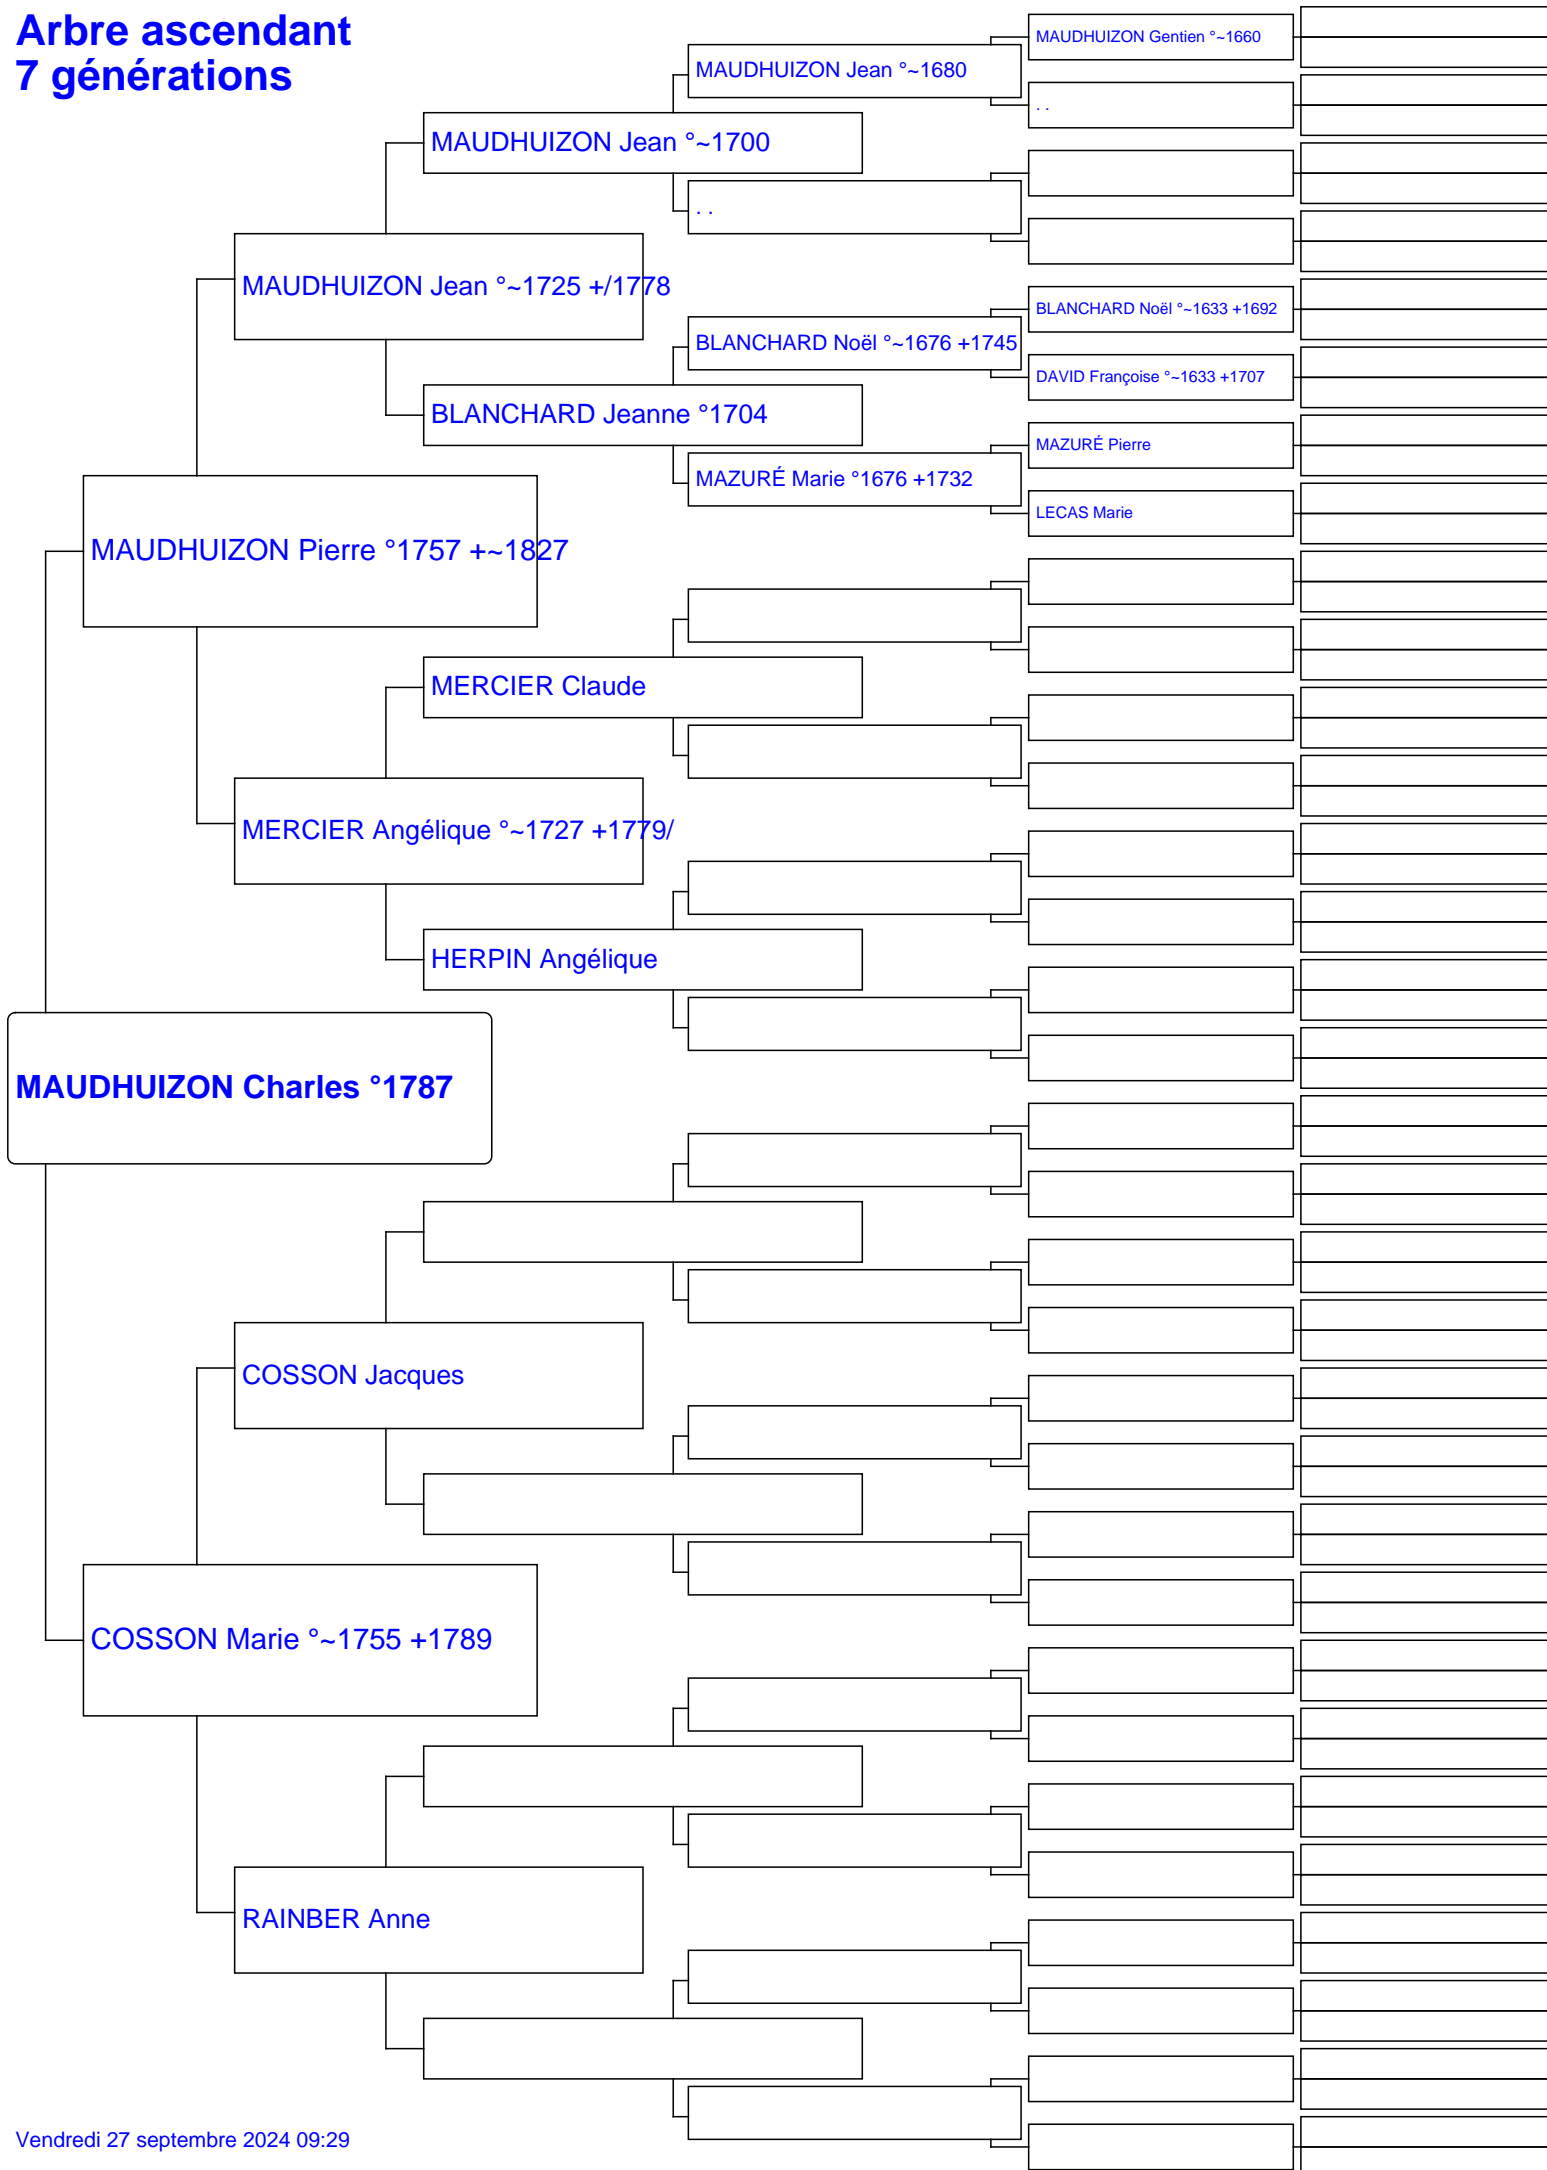 Arbre ascendant
7 générations
MAUDHUIZON Gentien °~1660
MAUDHUIZON Jean °~1680
. .
MAUDHUIZON Jean °~1700
. .
MAUDHUIZON Jean °~1725 +/1778
BLANCHARD Noël °~1633 +1692
BLANCHARD Noël °~1676 +1745
DAVID Françoise °~1633 +1707
BLANCHARD Jeanne °1704
MAZURÉ Pierre
MAZURÉ Marie °1676 +1732
LECAS Marie
MAUDHUIZON Pierre °1757 +~1827
MERCIER Claude
MERCIER Angélique °~1727 +1779/
HERPIN Angélique
MAUDHUIZON Charles °1787
COSSON Jacques
COSSON Marie °~1755 +1789
RAINBER Anne
Vendredi 27 septembre 2024 09:29